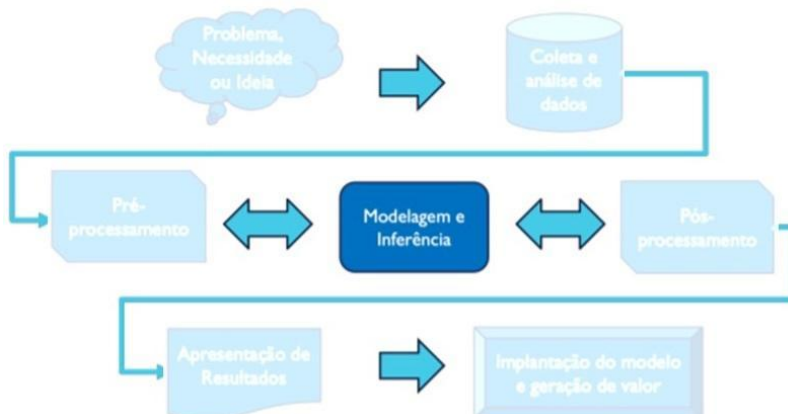 Problema,
Necessidade
ou Ideia
Coleta e
análise de
dados
Pré-
processamento
Modelagem e
Inferência
Pós-
processamento
Apresentação de
Resultados
Implantação do modelo
e geração de valor